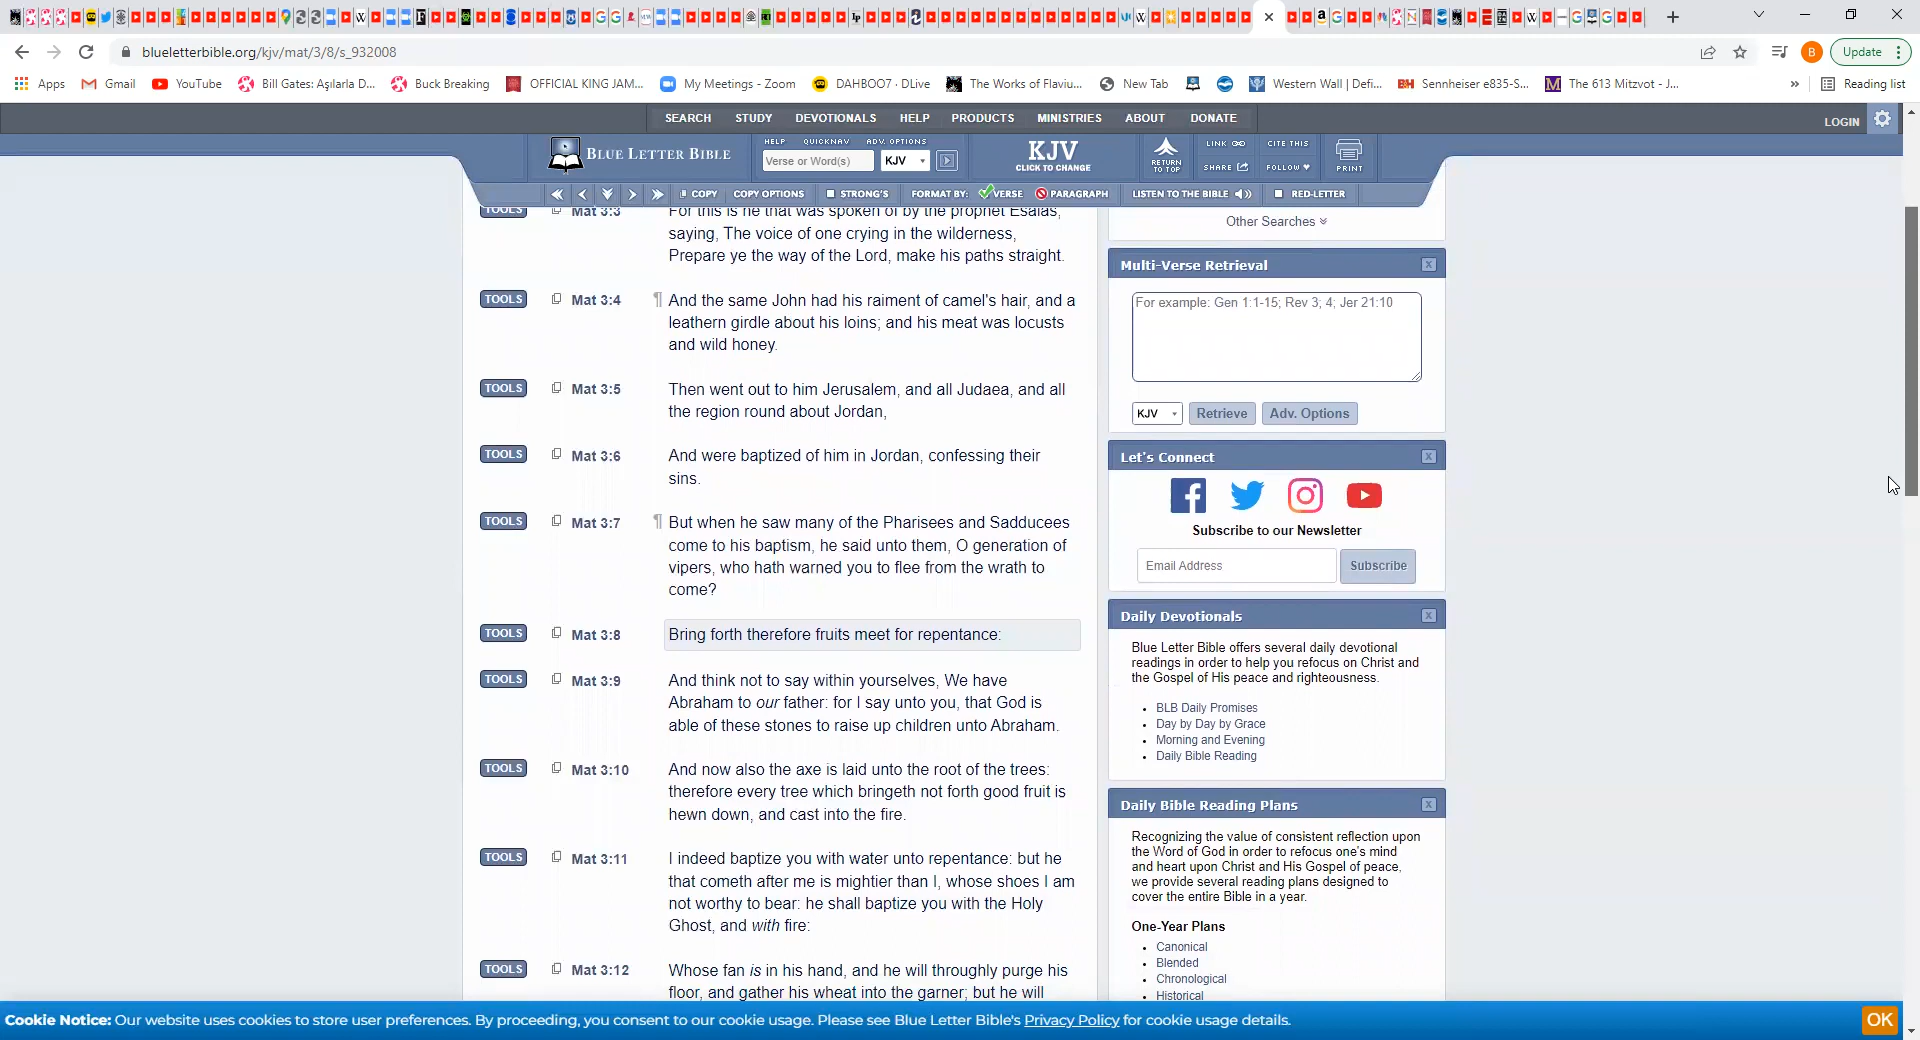 blueletterbible.org/kjv/mat/3/8/s_932008
B
Update
Apps
Gmail
YouTube
Bill Gates: Aşılarla D...
Buck Breaking
OFFICIAL KING JAM...
My Meetings - Zoom
DAHBOO7 · DLive
The Works of Flaviu...
New Tab
Western Wall | Defi...
Sennheiser e835-S...
The 613 Mitzvot - J...
»
Reading list
SEARCH STUDY DEVOTIONALS HELP PRODUCTS MINISTRIES ABOUT DONATE
LOGIN
BLUE LETTER BIBLE
HELP QUICKNAV ADV. OPTIONS
Verse or Word(s)
KJV
KJV
CLICK TO CHANGE
RETURN
TO TOP
LINK
CITE THIS
SHARE
FOLLOW
PRINT
COPY COPY OPTIONS STRONG'S FORMAT BY: VERSE PARAGRAPH LISTEN TO THE BIBLE RED-LETTER
TOOLS Mat 3:3 For this is he that was spoken of by the prophet Esaias,
saying, The voice of one crying in the wilderness,
Prepare ye the way of the Lord, make his paths straight.
TOOLS Mat 3:4 ¶ And the same John had his raiment of camel's hair, and a
leathern girdle about his loins; and his meat was locusts
and wild honey.
TOOLS Mat 3:5 Then went out to him Jerusalem, and all Judaea, and all
the region round about Jordan,
TOOLS Mat 3:6 And were baptized of him in Jordan, confessing their
sins.
TOOLS Mat 3:7 ¶ But when he saw many of the Pharisees and Sadducees
come to his baptism, he said unto them, O generation of
vipers, who hath warned you to flee from the wrath to
come?
TOOLS Mat 3:8 Bring forth therefore fruits meet for repentance:
TOOLS Mat 3:9 And think not to say within yourselves, We have
Abraham to our father: for I say unto you, that God is
able of these stones to raise up children unto Abraham.
TOOLS Mat 3:10 And now also the axe is laid unto the root of the trees:
therefore every tree which bringeth not forth good fruit is
hewn down, and cast into the fire.
TOOLS Mat 3:11 I indeed baptize you with water unto repentance: but he
that cometh after me is mightier than I, whose shoes I am
not worthy to bear: he shall baptize you with the Holy
Ghost, and with fire:
TOOLS Mat 3:12 Whose fan is in his hand, and he will throughly purge his
floor, and gather his wheat into the garner; but he will
Other Searches
Multi-Verse Retrieval
For example: Gen 1:1-15; Rev 3; 4; Jer 21:10
KJV Retrieve Adv. Options
Let's Connect
Subscribe to our Newsletter
Email Address Subscribe
Daily Devotionals
Blue Letter Bible offers several daily devotional
readings in order to help you refocus on Christ and
the Gospel of His peace and righteousness.
BLB Daily Promises
Day by Day by Grace
Morning and Evening
Daily Bible Reading
Daily Bible Reading Plans
Recognizing the value of consistent reflection upon
the Word of God in order to refocus one's mind
and heart upon Christ and His Gospel of peace,
we provide several reading plans designed to
cover the entire Bible in a year.
One-Year Plans
Canonical
Blended
Chronological
Historical
Cookie Notice: Our website uses cookies to store user preferences. By proceeding, you consent to our cookie usage. Please see Blue Letter Bible's Privacy Policy for cookie usage details.
OK